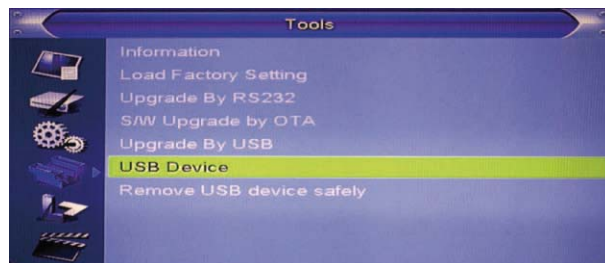 Tools
Information
Load Factory Setting
Upgrade By RS232
S/W Upgrade by OTA
Upgrade By USB
USB Device
Remove USB device safely